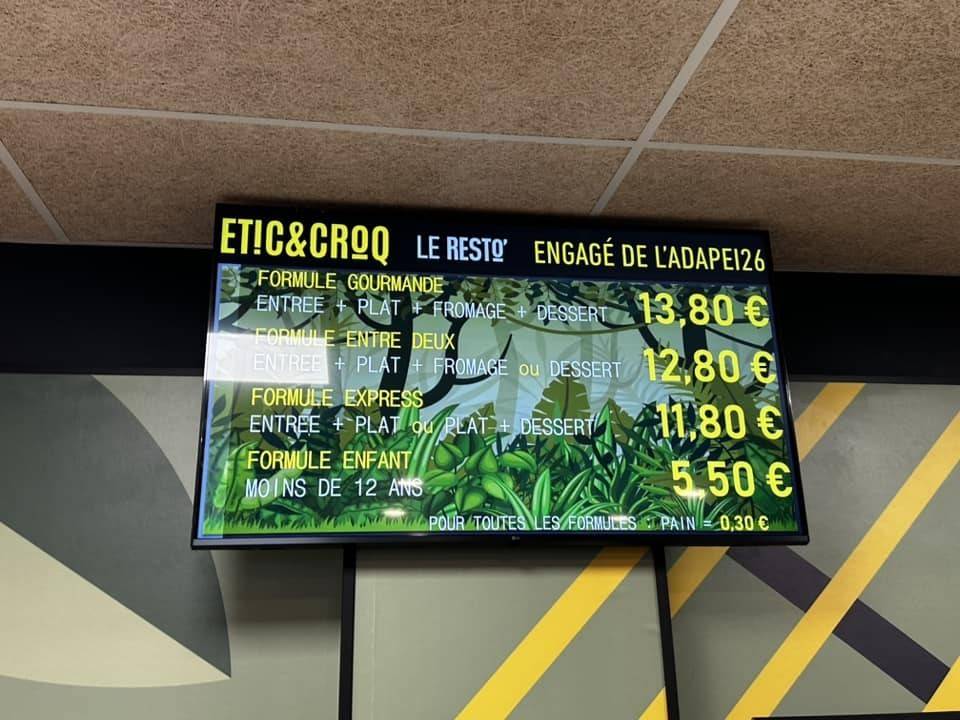 ET!C&CROQ LE RESTO' ENGAGÉ DE L'ADAPEI26
FORMULE GOURMANDE
ENTREE + PLAT + FROMAGE + DESSERT 13,80 €
FORMULE ENTRE DEUX
ENTREE + PLAT + FROMAGE ou DESSERT 12,80 €
FORMULE EXPRESS
ENTREE + PLAT ou PLAT + DESSERT 11,80 €
FORMULE ENFANT
MOINS DE 12 ANS 5,50 €
POUR TOUTES LES FORMULES : PAIN = 0,30 €
LG